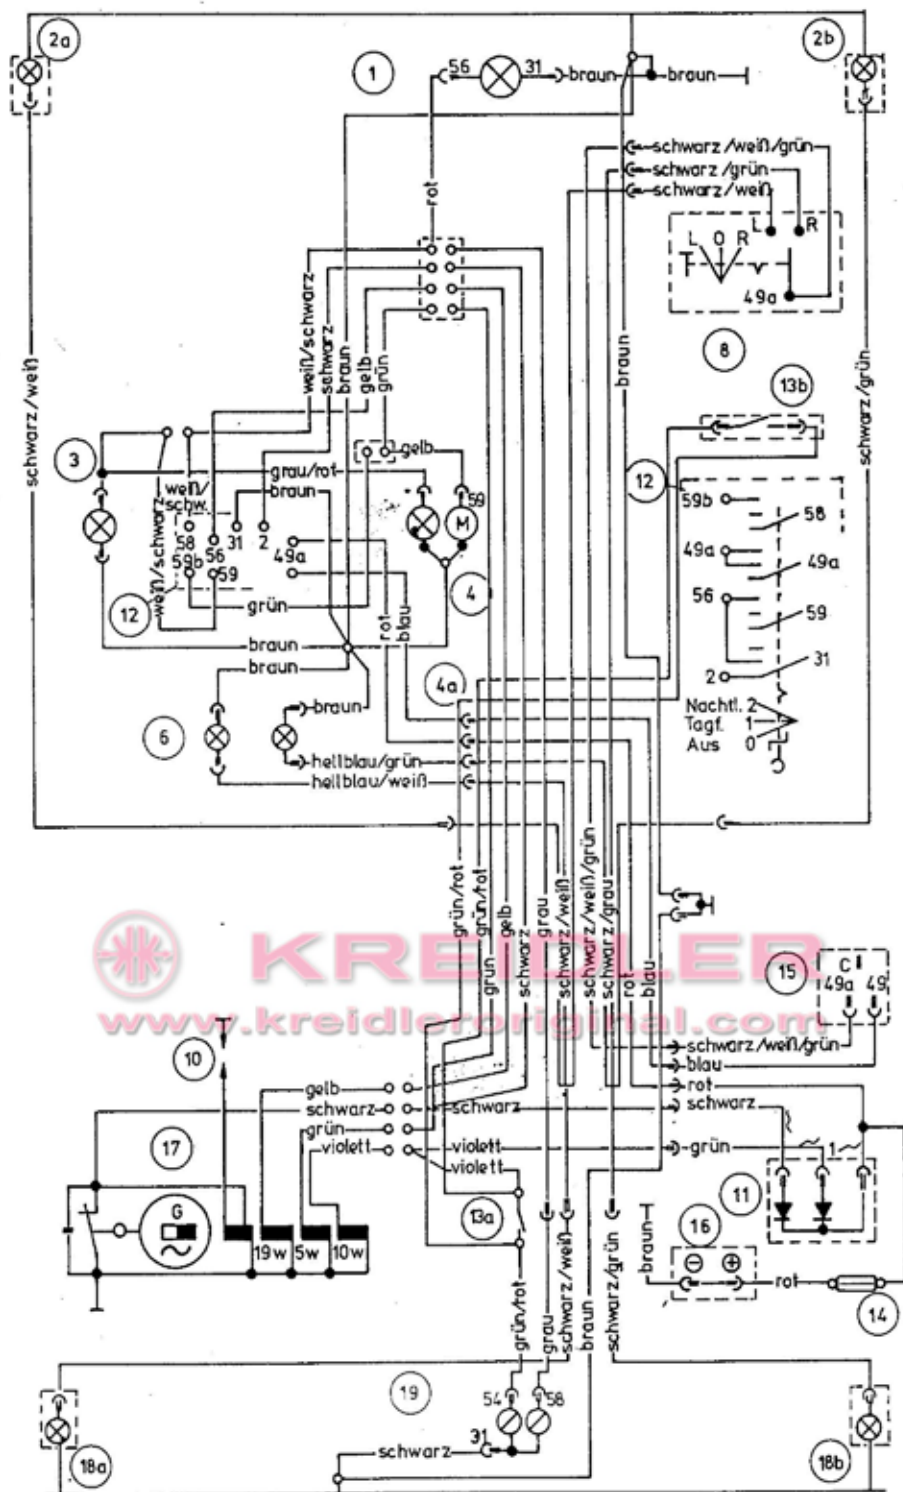 2a
2b
1
56
31
braun
braun
schwarz/weiß/grün
schwarz/grün
schwarz/weiß
rot
L
R
L O R
49a
8
weiß/schwarz
schwarz
braun
gelb
grün
braun
schwarz/weiß
schwarz/grün
13b
3
gelb
grau/rot
12
weiß/
schw.
braun
59
M
59b
58
58
56
31
2
49a
49a
49a
59b
59
56
59
weiß/schwarz
12
grün
4
rot
blau
31
2
braun
braun
4a
braun
6
Nachtl. 2
Tagf. 1
Aus 0
hellblau/grün
hellblau/weiß
grün/rot
grün/rot
gelb
grau
schwarz/weiß
schwarz/weiß/grün
schwarz/grau
grün
schwarz
schwarz/weiß
rot
blau
KREIDLER
www.kreidleroriginal.com
15
C
49a
49
10
schwarz/weiß/grün
blau
rot
gelb
schwarz
schwarz
schwarz
grün
violett
violett
grün
1
violett
17
G
13a
11
19w
5w
10w
16
braun
rot
14
grün/rot
grau
schwarz/weiß
braun
schwarz/grün
19
54
58
31
schwarz
18a
18b